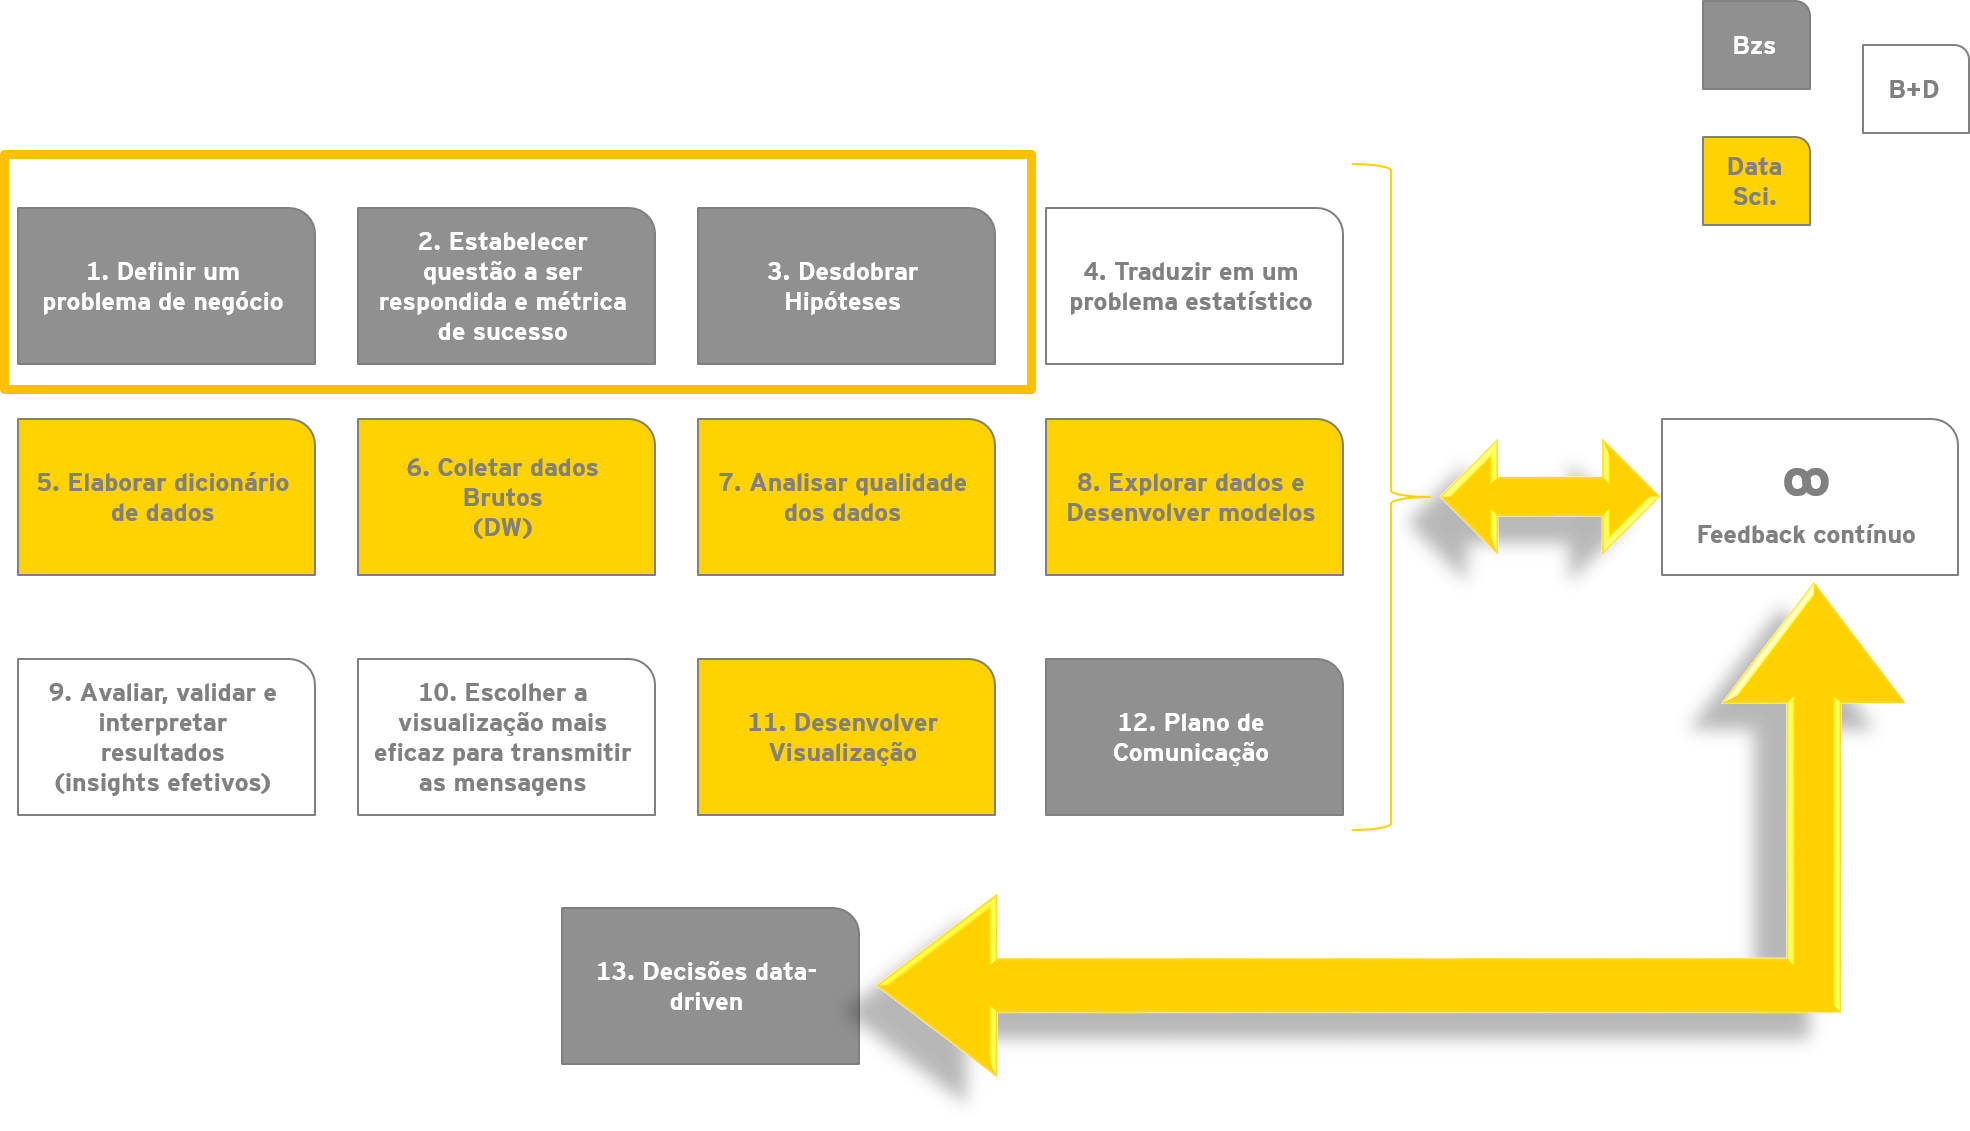 Bzs
B+D
Data
Sci.
1. Definir um
problema de negócio
2. Estabelecer
questão a ser
respondida e métrica
de sucesso
3. Desdobrar
Hipóteses
4. Traduzir em um
problema estatístico
5. Elaborar dicionário
de dados
6. Coletar dados
Brutos
(DW)
7. Analisar qualidade
dos dados
8. Explorar dados e
Desenvolver modelos
∞
Feedback contínuo
9. Avaliar, validar e
interpretar
resultados
(insights efetivos)
10. Escolher a
visualização mais
eficaz para transmitir
as mensagens
11. Desenvolver
Visualização
12. Plano de
Comunicação
13. Decisões data-
driven